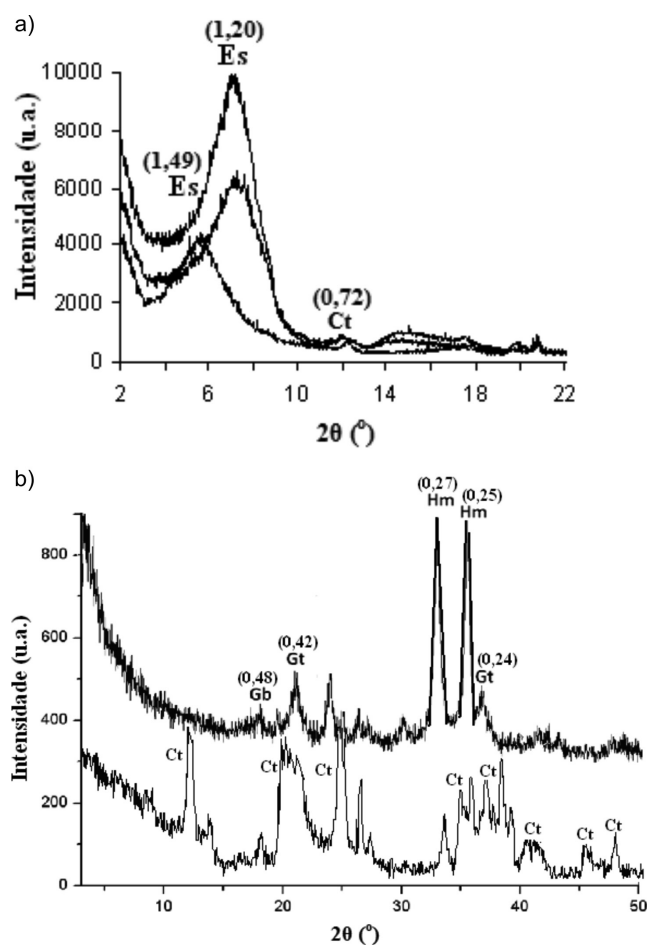 a)
(1,20)
Es
10000
8000
(1,49)
Es
6000
4000
(0,72)
Ct
2000
0
Intensidade (u.a.)
2 6 10 14 18 22
2θ (°)
b)
(0,27) (0,25)
Hm Hm
800
600
(0,42)
Gt
(0,48)
Gb
(0,24)
Gt
400
Ct Ct Ct
Ct Ct
200
Ct Ct Ct
0
Intensidade (u.a.)
10 20 30 40 50
2θ (°)